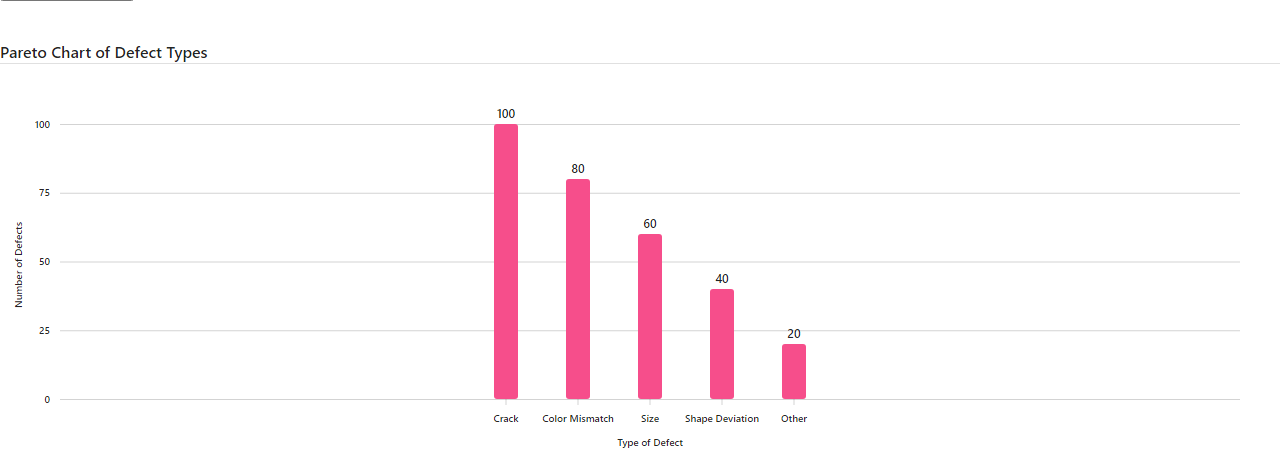 Pareto Chart of Defect Types
100
80
60
40
20
100
75
50
25
0
Number of Defects
Crack Color Mismatch Size Shape Deviation Other
Type of Defect